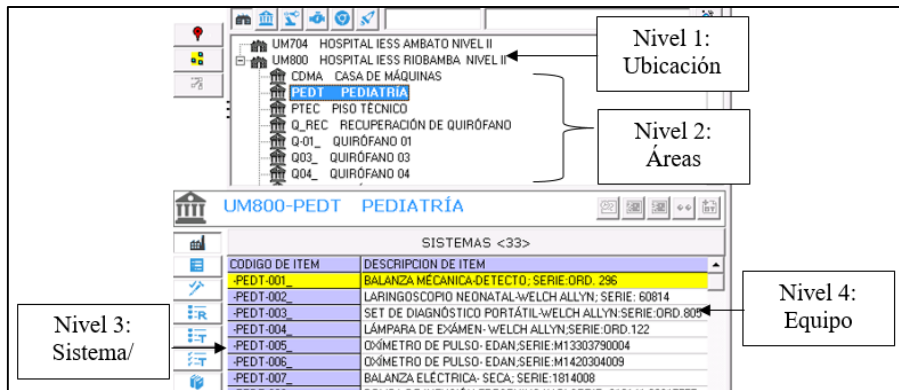 UM704 HOSPITAL IESS AMBATO NIVEL II
UM800 HOSPITAL IESS RIOBAMBA NIVEL II
CDMA CASA DE MÁQUINAS
PEDT PEDIATRÍA
PTEC PISO TÉCNICO
Q_REC RECUPERACIÓN DE QUIRÓFANO
Q-01_ QUIRÓFANO 01
Q03_ QUIRÓFANO 03
Q04_ QUIRÓFANO 04
Nivel 1:
Ubicación
Nivel 2:
Áreas
UM800-PEDT PEDIATRÍA
SISTEMAS <33>
CODIGO DE ITEM DESCRIPCION DE ITEM
-PEDT-001_ BALANZA MÉCANICA-DETECTO; SERIE:ORD. 296
-PEDT-002_ LARINGOSCOPIO NEONATAL-WELCH ALLYN; SERIE: 60814
-PEDT-003_ SET DE DIAGNÓSTICO PORTÁTIL-WELCH ALLYN:SERIE:ORD.805
-PEDT-004_ LÁMPARA DE EXÁMEN- WELCH ALLYN;SERIE:ORD.122
-PEDT-005_ OXÍMETRO DE PULSO- EDAN;SERIE:M13303790004
-PEDT-006_ OXÍMETRO DE PULSO- EDAN;SERIE:M1420304009
-PEDT-007_ BALANZA ELÉCTRICA- SECA; SERIE:1814008
Nivel 3:
Sistema/
Nivel 4:
Equipo